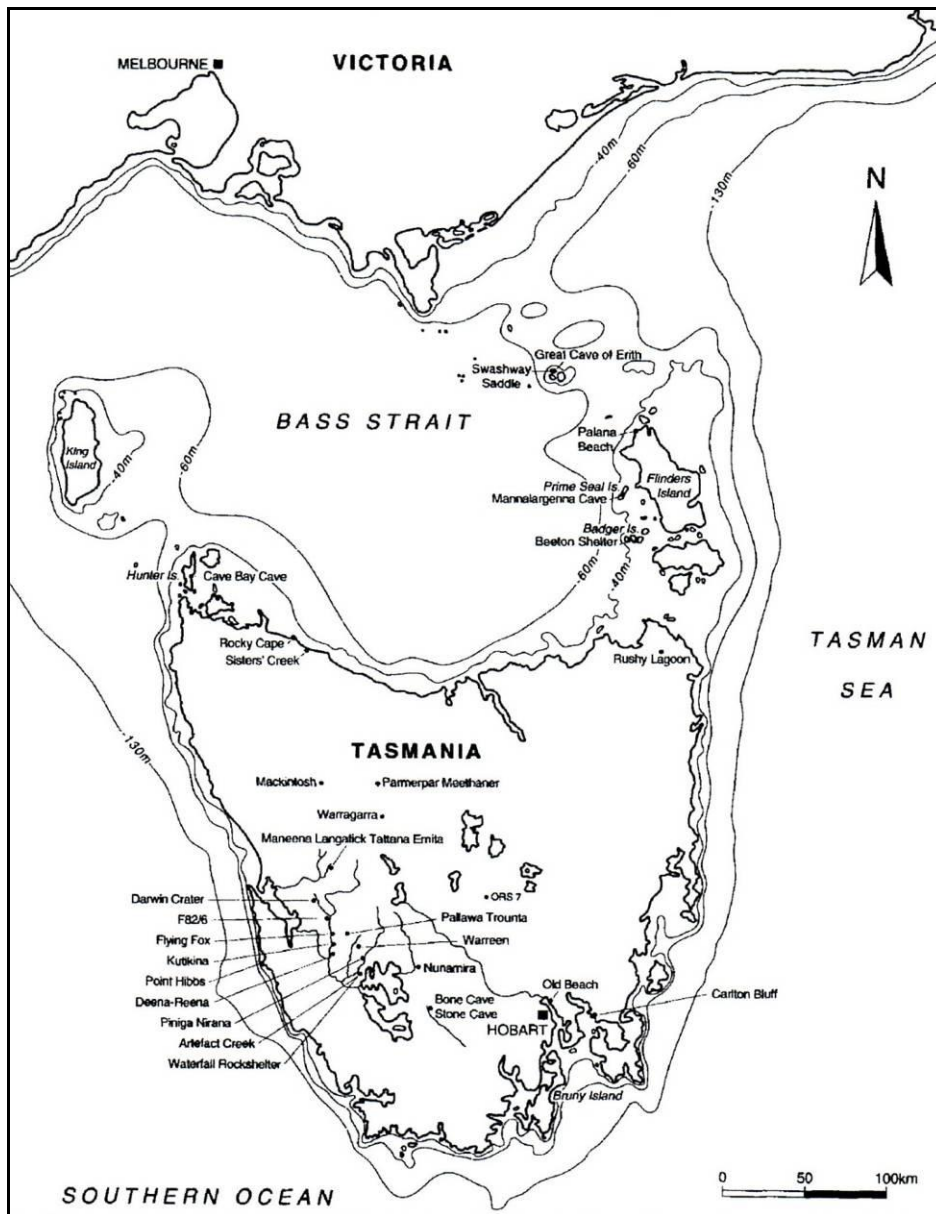 VICTORIA
MELBOURNE
-40m
-60m
-130m
N
Great Cave of Erith
Swashway
Saddle
BASS STRAIT
King
Island
-40m
-60m
Palana
Beach
Prime Seal Is.
Mannalargenna Cave
Flinders
Island
Badger Is.
Beeton Shelter
-60m
-40m
Hunter Is.
Cave Bay Cave
Rocky Cape
Sisters' Creek
Rushy Lagoon
TASMAN
SEA
-130m
TASMANIA
Mackintosh
Parmerpar Meethaner
Warragarra
Maneena Langatick Tattana Emita
ORS 7
Darwin Crater
F82/6
Flying Fox
Kutikina
Point Hibbs
Deena-Reena
Piniga Nirana
Artefact Creek
Waterfall Rockshelter
Pallawa Trounta
Warreen
Nunamira
Bone Cave
Stone Cave
Old Beach
HOBART
Carlton Bluff
Bruny Island
SOUTHERN OCEAN
0 50 100km